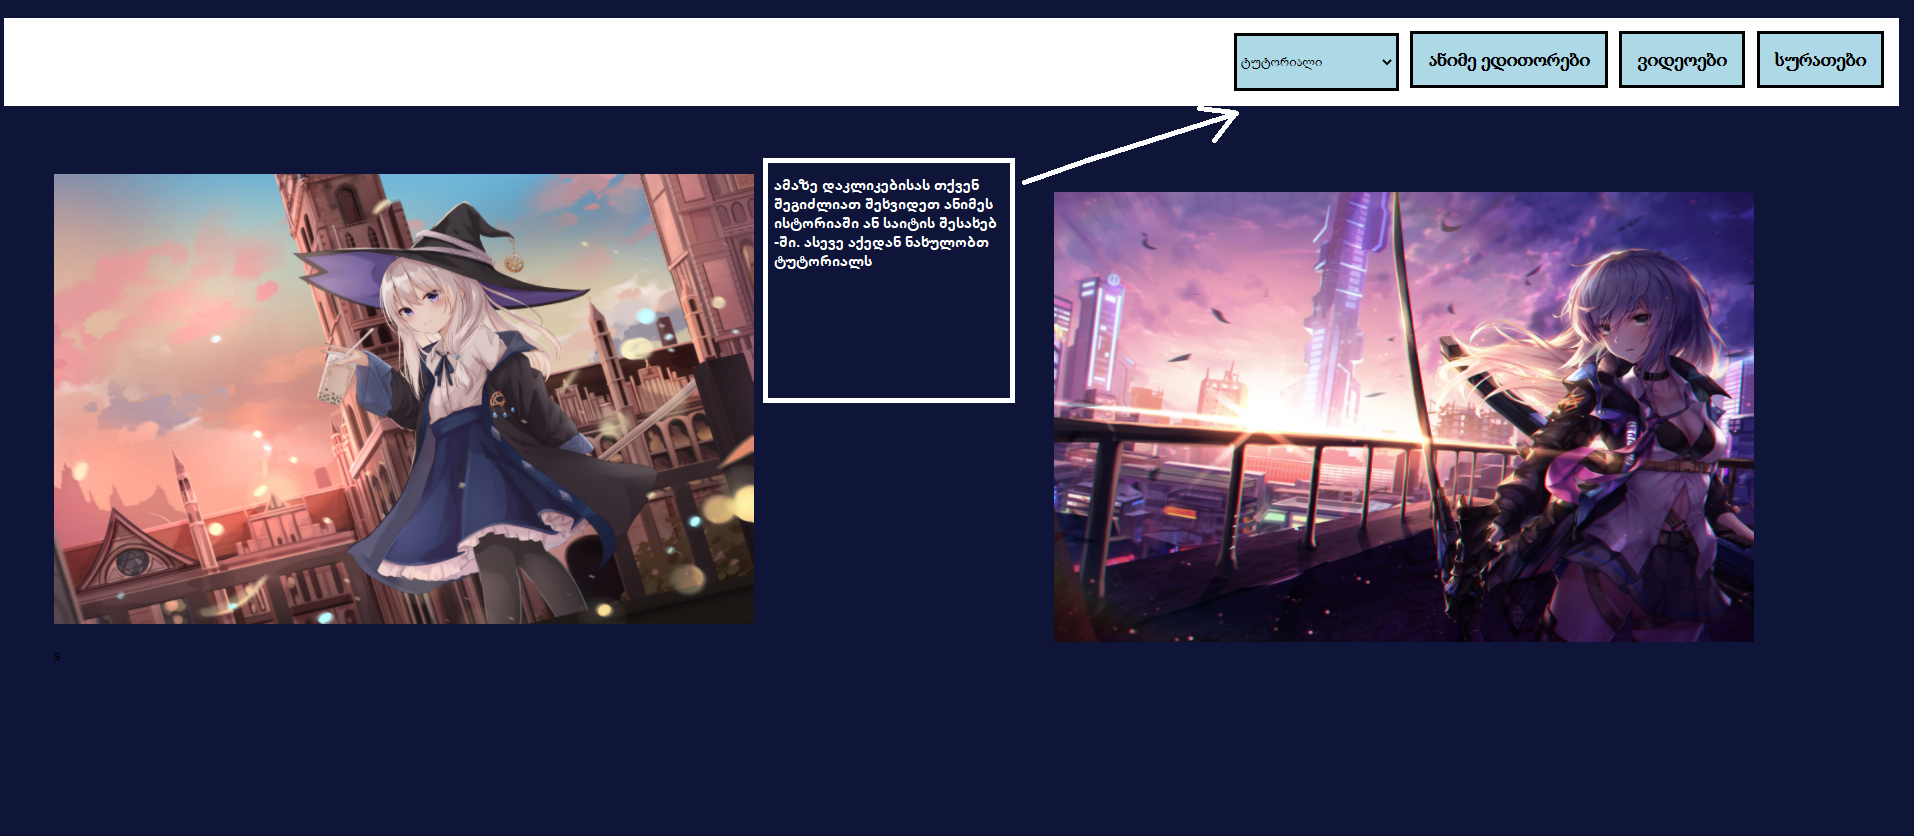 ტუტორიალი
ანიმე ედითორები
ვიდეოები
სურათები
ამაზე დაკლიკებისას თქვენ
შეგიძლიათ შეხვიდეთ ანიმეს
ისტორიაში ან საიტის შესახებ
-ში. ასევე აქედან ნახულობთ
ტუტორიალს
s